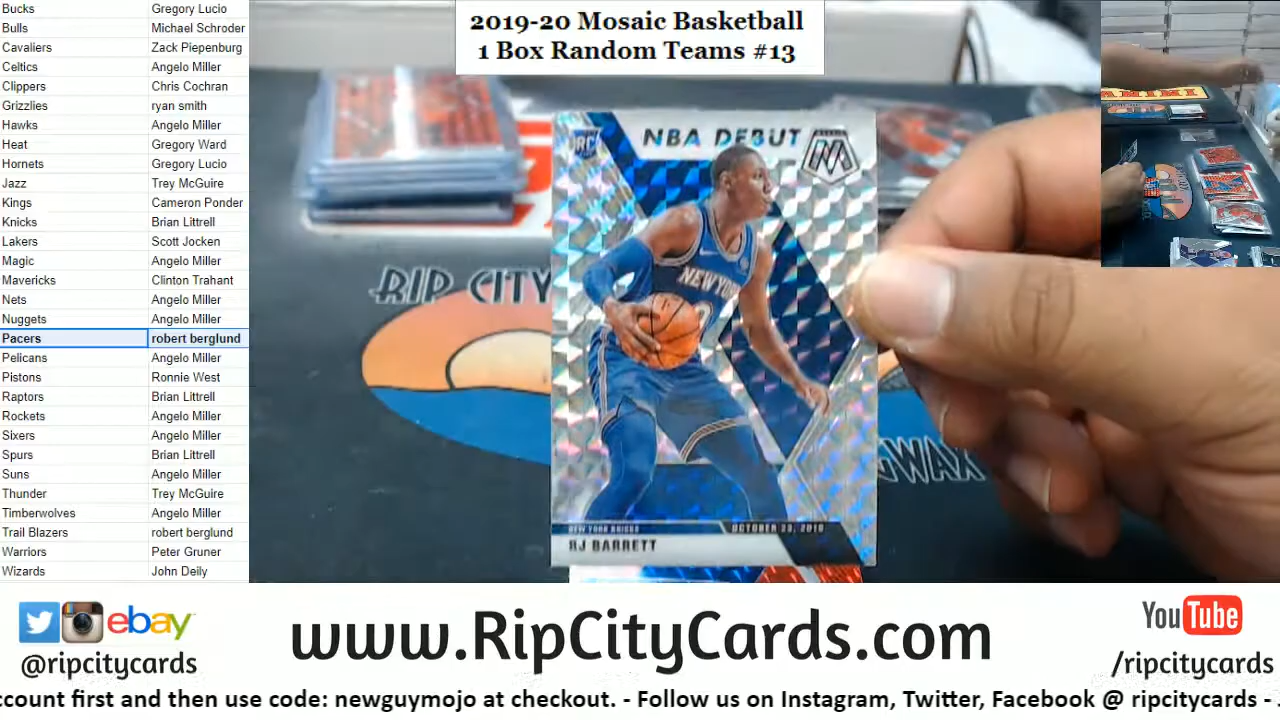 Bucks Gregory Lucio
Bulls Michael Schroder
Cavaliers Zack Piepenburg
Celtics Angelo Miller
Clippers Chris Cochran
Grizzlies ryan smith
Hawks Angelo Miller
Heat Gregory Ward
Hornets Gregory Lucio
Jazz Trey McGuire
Kings Cameron Ponder
Knicks Brian Littrell
Lakers Scott Jocken
Magic Angelo Miller
Mavericks Clinton Trahant
Nets Angelo Miller
Nuggets Angelo Miller
Pacers robert berglund
Pelicans Angelo Miller
Pistons Ronnie West
Raptors Brian Littrell
Rockets Angelo Miller
Sixers Angelo Miller
Spurs Brian Littrell
Suns Angelo Miller
Thunder Trey McGuire
Timberwolves Angelo Miller
Trail Blazers robert berglund
Warriors Peter Gruner
Wizards John Deily
2019-20 Mosaic Basketball
1 Box Random Teams #13
RC
NBA DEBUT
NEW YORK
NEW YORK KNICKS
OCTOBER 23, 2019
RJ BARRETT
RIP CITY
WAX
PANINI
ebay
@ripcitycards
www.RipCityCards.com
YouTube
/ripcitycards
ccount first and then use code: newguymojo at checkout. - Follow us on Instagram, Twitter, Facebook @ ripcitycards -